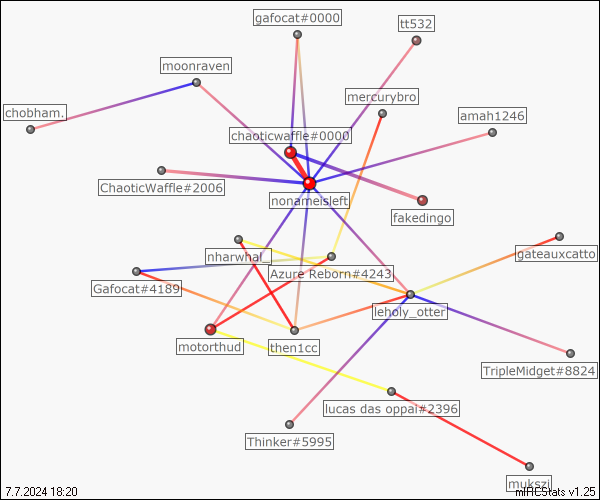 gafocat#0000
tt532
moonraven
mercurybro
chobham.
amah1246
chaoticwaffle#0000
ChaoticWaffle#2006
nonameisleft
fakedingo
nharwhal_
gateauxcatto
Azure Reborn#4243
Gafocat#4189
leholy_otter
motorthud
then1cc
TripleMidget#8824
lucas das oppai#2396
Thinker#5995
mukszi
7.7.2024 18:20
mIRCStats v1.25